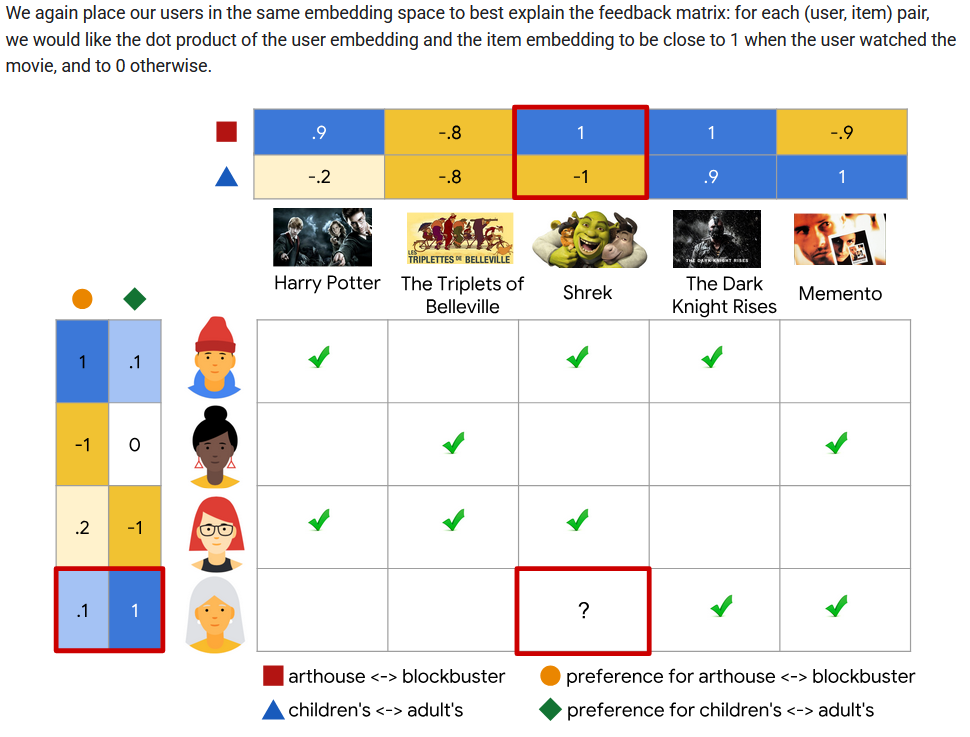 We again place our users in the same embedding space to best explain the feedback matrix: for each (user, item) pair,
we would like the dot product of the user embedding and the item embedding to be close to 1 when the user watched the
movie, and to 0 otherwise.
.9 -.8 1 1 -.9
-.2 -.8 -1 .9 1
LES
TRIPLETTES DE BELLEVILLE
THE DARK KNIGHT RISES
Harry Potter
The Triplets of
Belleville
Shrek
The Dark
Knight Rises
Memento
1 .1
-1 0
.2 -1
.1 1
?
arthouse <-> blockbuster
preference for arthouse <-> blockbuster
children's <-> adult's
preference for children's <-> adult's